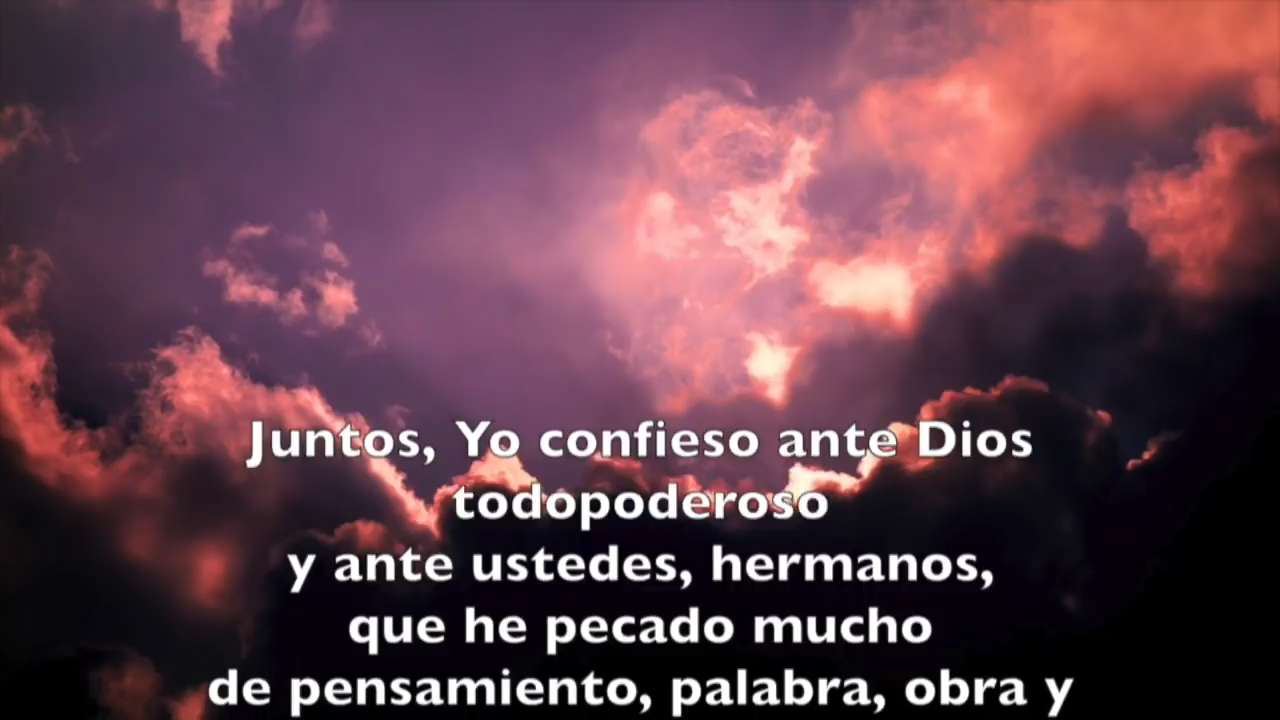 Juntos, Yo confieso ante Dios
todopoderoso
y ante ustedes, hermanos,
que he pecado mucho
de pensamiento, palabra, obra y